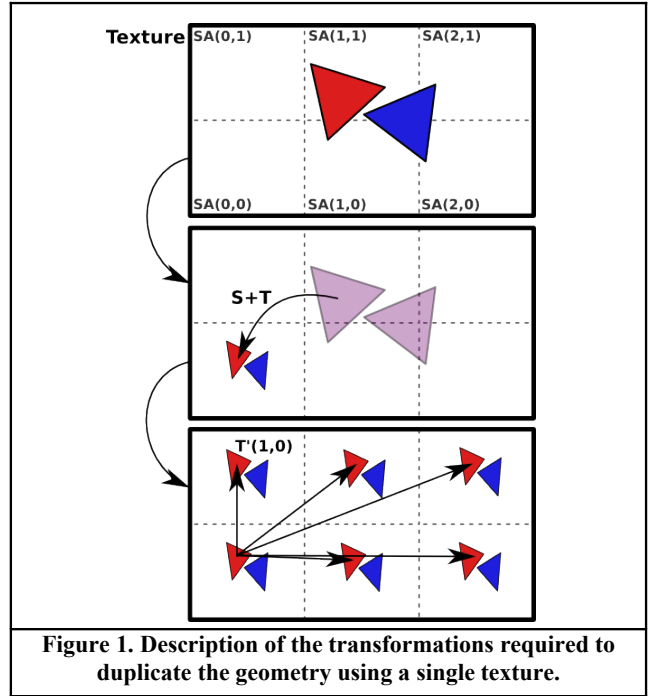 Texture
SA(0,1)
SA(1,1)
SA(2,1)
SA(0,0)
SA(1,0)
SA(2,0)
S+T
T'(1,0)
Figure 1. Description of the transformations required to
duplicate the geometry using a single texture.